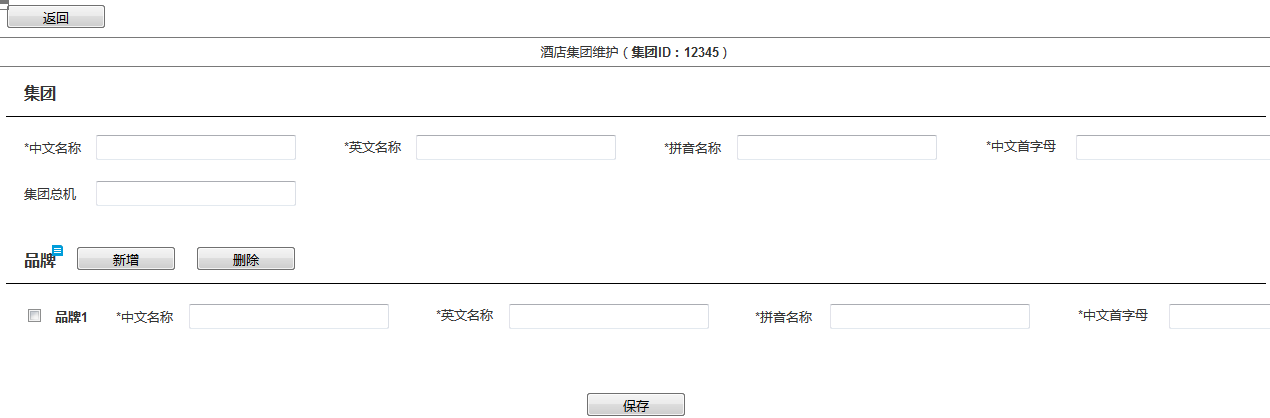 返回
酒店集团维护（集团ID：12345）
集团
*中文名称 *英文名称 *拼音名称 *中文首字母
集团总机
品牌 新增 删除
品牌1 *中文名称 *英文名称 *拼音名称 *中文首字母
保存